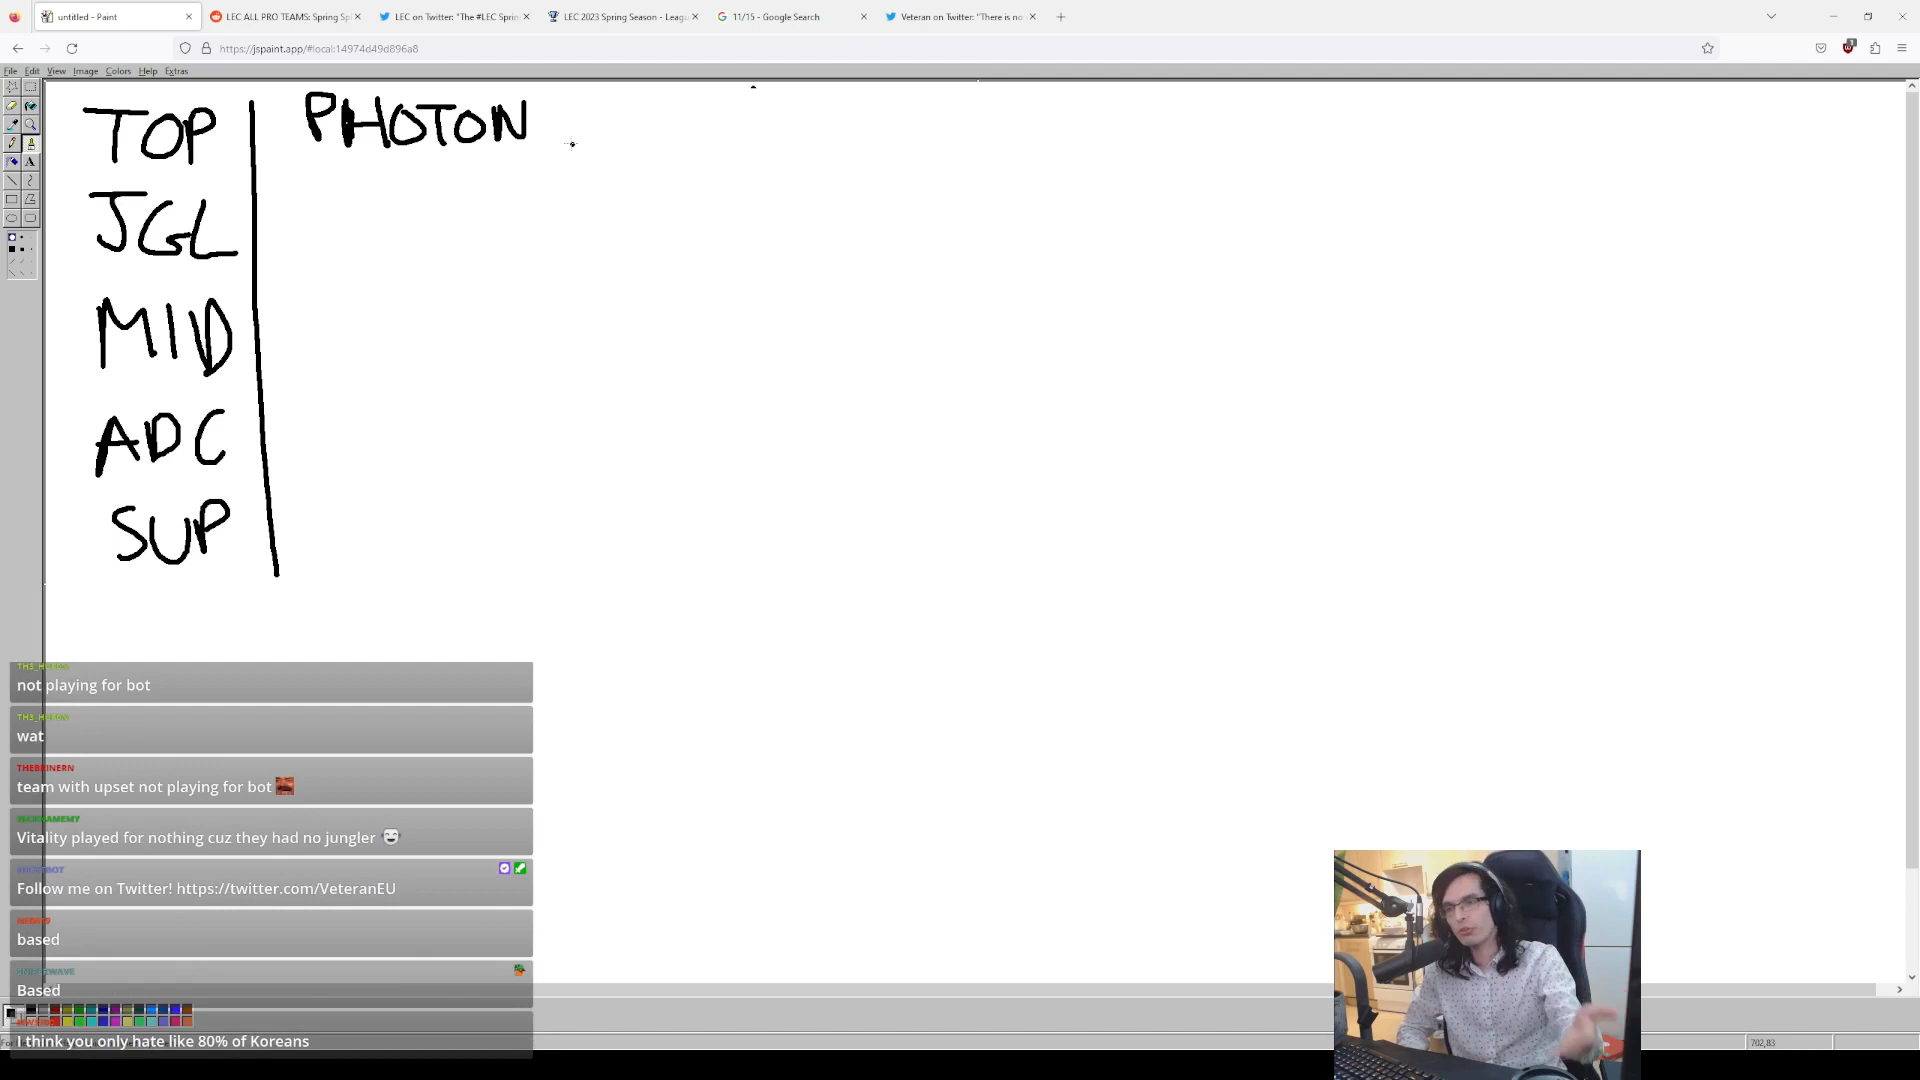 untitled - Paint
LEC ALL PRO TEAMS: Spring Spl
LEC on Twitter: "The #LEC Sprin
LEC 2023 Spring Season - Leagu
11/15 - Google Search
Veteran on Twitter: "There is no
https://jspaint.app/#local:14974d49d896a8
File Edit View Image Colors Help Extras
TOP PHOTON
JGL
MID
ADC
SUP
not playing for bot
wat
THEBRINERN
team with upset not playing for bot
Vitality played for nothing cuz they had no jungler
Follow me on Twitter! https://twitter.com/VeteranEU
based
Based
I think you only hate like 80% of Koreans
702,83